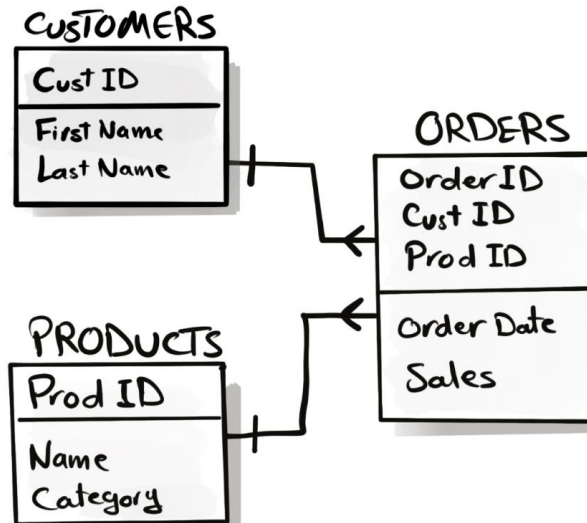 CUSTOMERS
Cust ID
First Name
Last Name
ORDERS
Order ID
Cust ID
Prod ID
Order Date
Sales
PRODUCTS
Prod ID
Name
Category